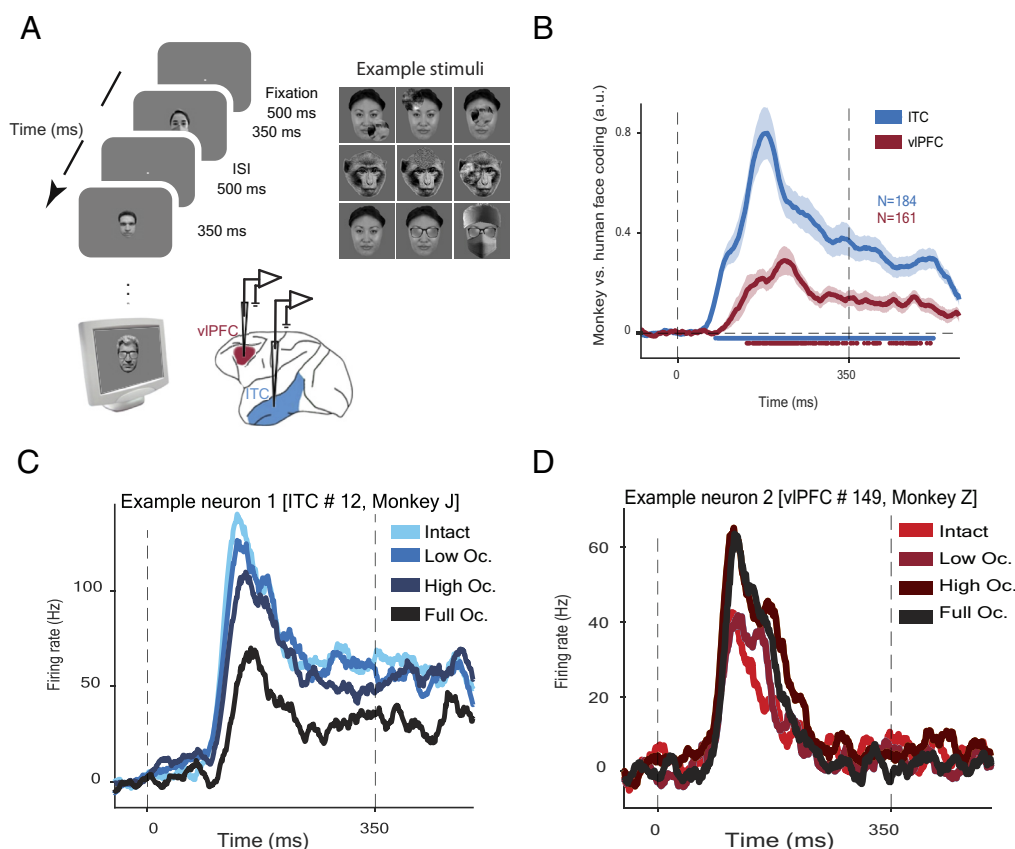 A
Fixation
500 ms
350 ms
Time (ms)
ISI
500 ms
350 ms
Example stimuli
vlPFC
ITC
B
Monkey vs. human face coding (a.u.)
0.8
0.4
0
ITC
vlPFC
N=184
N=161
0
350
Time (ms)
C
Example neuron 1 [ITC # 12, Monkey J]
Intact
Low Oc.
High Oc.
Full Oc.
Firing rate (Hz)
100
50
0
0
350
Time (ms)
D
Example neuron 2 [vlPFC # 149, Monkey Z]
Intact
Low Oc.
High Oc.
Full Oc.
Firing rate (Hz)
60
40
20
0
0
350
Time (ms)